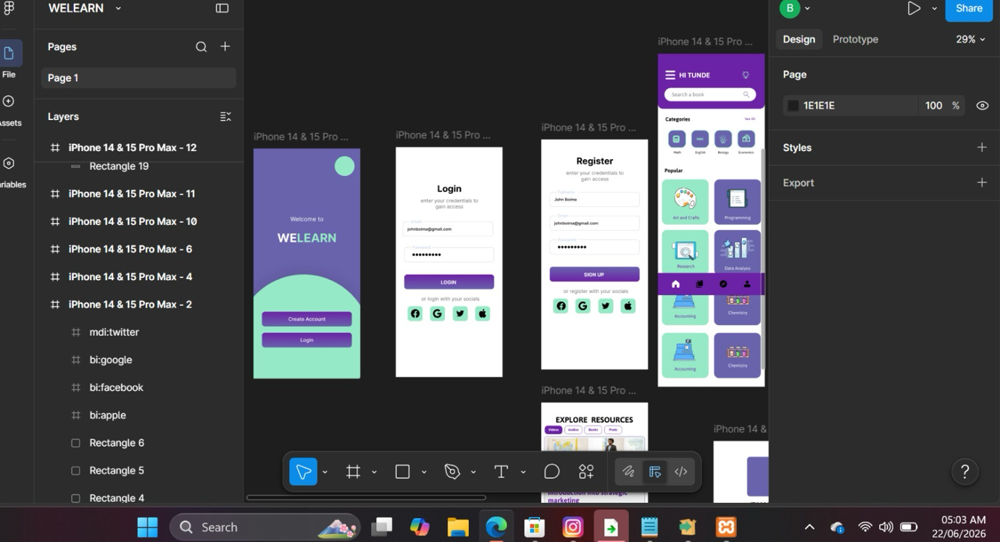 WELEARN
B
Share
Pages
Design
Prototype
29%
File
Page 1
Page
1E1E1E
100
%
Assets
Layers
Styles
Export
iPhone 14 & 15 Pro Max - 12
Rectangle 19
iPhone 14 & 15 Pro Max - 11
iPhone 14 & 15 Pro Max - 10
iPhone 14 & 15 Pro Max - 6
iPhone 14 & 15 Pro Max - 4
iPhone 14 & 15 Pro Max - 2
mdi:twitter
bi:google
bi:facebook
bi:apple
Rectangle 6
Rectangle 5
Rectangle 4
ariables
iPhone 14 & 15 Pro ...
Welcome to
WELEARN
Create Account
Login
iPhone 14 & 15 Pro ...
Login
enter your credentials to
gain access
Email
johnboima@gmail.com
Password
•••••••••
LOGIN
or login with your socials
iPhone 14 & 15 Pro ...
Register
enter your credentials to
gain access
John Boima
Email
johnboima@gmail.com
Password
•••••••••
SIGN UP
or register with your socials
iPhone 14 & 15 Pro ...
HI TUNDE
Search a book
Categories
See All
Math
English
Biology
Economics
Popular
Art and Crafts
Programming
Research
Data Analysis
Accounting
Chemistry
Accounting
Chemistry
iPhone 14 & 15 Pro ...
EXPLORE RESOURCES
Videos
Audios
Books
Posts
Introduction into strategic
marketing
iPhone 14 &
?
Search
05:03 AM
22/06/2026